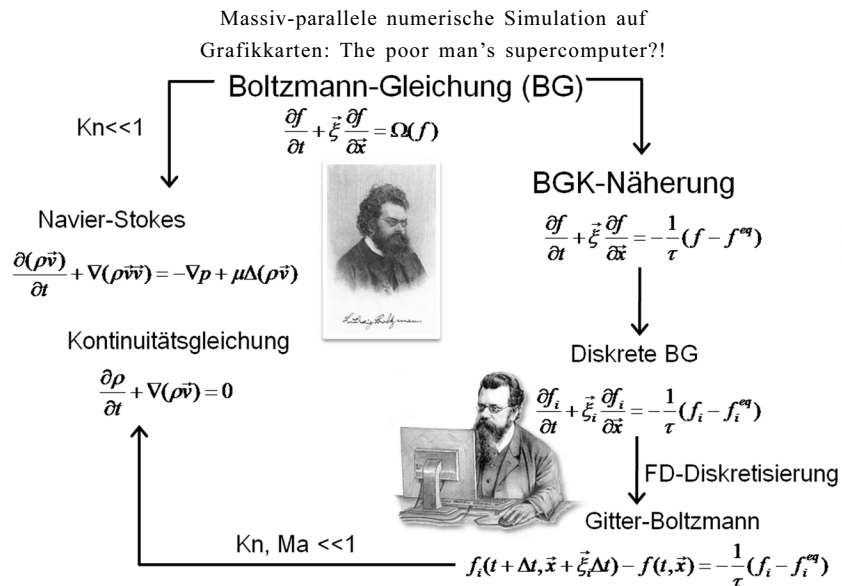 Massiv-parallele numerische Simulation auf
Grafikkarten: The poor man's supercomputer?!
Boltzmann-Gleichung (BG)
∂f/∂t + ξ⃗ ∂f/∂x⃗ = Ω(f)
Kn<<1
Navier-Stokes
∂(ρv⃗)/∂t + ∇(ρv⃗v⃗) = −∇p + μΔ(ρv⃗)
Kontinuitätsgleichung
∂ρ/∂t + ∇(ρv⃗) = 0
Ludwig Boltzmann
BGK-Näherung
∂f/∂t + ξ⃗ ∂f/∂x⃗ = −1/τ (f − f^eq)
Diskrete BG
∂f_i/∂t + ξ⃗_i ∂f_i/∂x⃗ = −1/τ (f_i − f_i^eq)
FD-Diskretisierung
Gitter-Boltzmann
f_i(t + Δt, x⃗ + ξ⃗_iΔt) − f(t, x⃗) = −1/τ (f_i − f_i^eq)
Kn, Ma <<1